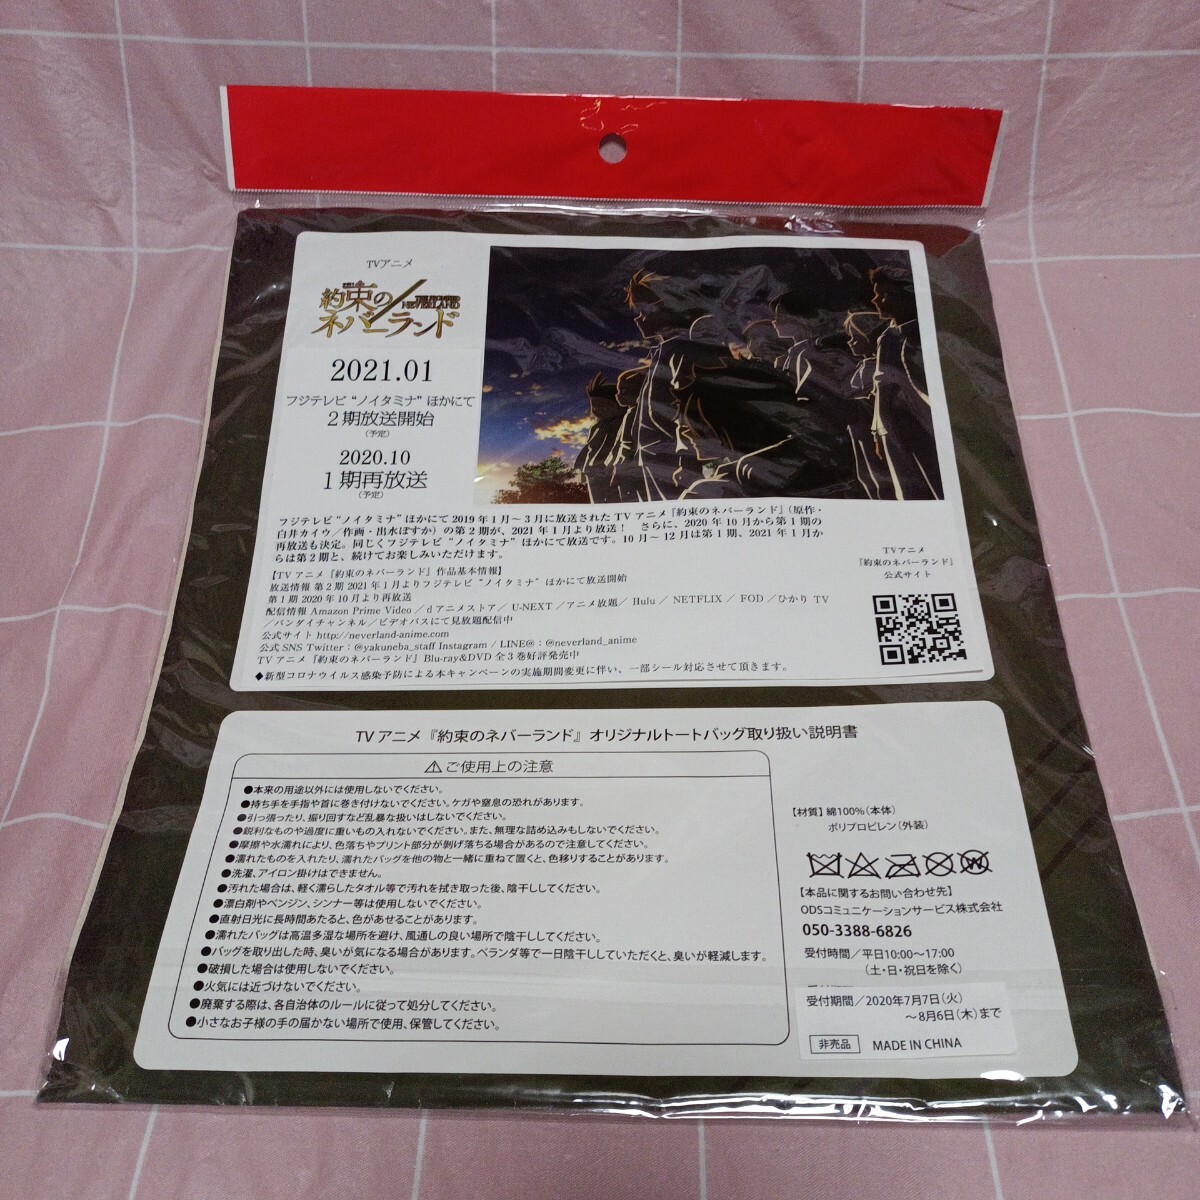 TVアニメ
約束の
ネバーランド
THE PROMISED
NEVERLAND
2021.01
フジテレビ“ノイタミナ”ほかにて
2期放送開始
(予定)
2020.10
1期再放送
(予定)
フジテレビ“ノイタミナ”ほかにて2019年1月～3月に放送されたTVアニメ『約束のネバーランド』(原作・
白井カイウ/作画・出水ぽすか)の第2期が、2021年1月より放送！ さらに、2020年10月から第1期の
再放送も決定。同じくフジテレビ“ノイタミナ”ほかにて放送です。10月～12月は第1期、2021年1月か
らは第2期と、続けてお楽しみいただけます。
【TVアニメ『約束のネバーランド』作品基本情報】
放送情報 第2期 2021年1月よりフジテレビ“ノイタミナ”ほかにて放送開始
第1期 2020年10月より再放送
配信情報 Amazon Prime Video／dアニメストア／U-NEXT／アニメ放題／Hulu／NETFLIX／FOD／ひかりTV
／バンダイチャンネル／ビデオパスにて見放題配信中
公式サイト http://neverland-anime.com
公式SNS Twitter：@yakuneba_staff Instagram / LINE@：@neverland_anime
TVアニメ『約束のネバーランド』Blu-ray&DVD 全3巻好評発売中
◆新型コロナウイルス感染予防による本キャンペーンの実施期間変更に伴い、一部シール対応させて頂きます。
TVアニメ
『約束のネバーランド』
公式サイト
TVアニメ『約束のネバーランド』オリジナルトートバッグ取り扱い説明書
⚠ご使用上の注意
●本来の用途以外には使用しないでください。
●持ち手を手指や首に巻き付けないでください。ケガや窒息の恐れがあります。
●引っ張ったり、振り回すなど乱暴な扱いはしないでください。
●鋭利なものや過度に重いもの入れないでください。また、無理な詰め込みもしないでください。
●摩擦や水濡れにより、色落ちやプリント部分が剥げ落ちる場合があるので注意してください。
●濡れたものを入れたり、濡れたバッグを他の物と一緒に重ねて置くと、色移りすることがあります。
●洗濯、アイロン掛けはできません。
●汚れた場合は、軽く濡らしたタオル等で汚れを拭き取った後、陰干ししてください。
●漂白剤やベンジン、シンナー等は使用しないでください。
●直射日光に長時間あたると、色があせることがあります。
●濡れたバッグは高温多湿な場所を避け、風通しの良い場所で陰干ししてください。
●バッグを取り出した時、臭いが気になる場合があります。ベランダ等で一日陰干ししていただくと、臭いが軽減します。
●破損した場合は使用しないでください。
●火気には近づけないでください。
●廃棄する際は、各自治体のルールに従って処分してください。
●小さなお子様の手の届かない場所で使用、保管してください。
【材質】綿100%(本体)
ポリプロピレン(外装)
【本品に関するお問い合わせ先】
ODSコミュニケーションサービス株式会社
050-3388-6826
受付時間／平日10:00～17:00
(土・日・祝日を除く)
受付期間／2020年7月7日(火)
～8月6日(木)まで
非売品 MADE IN CHINA